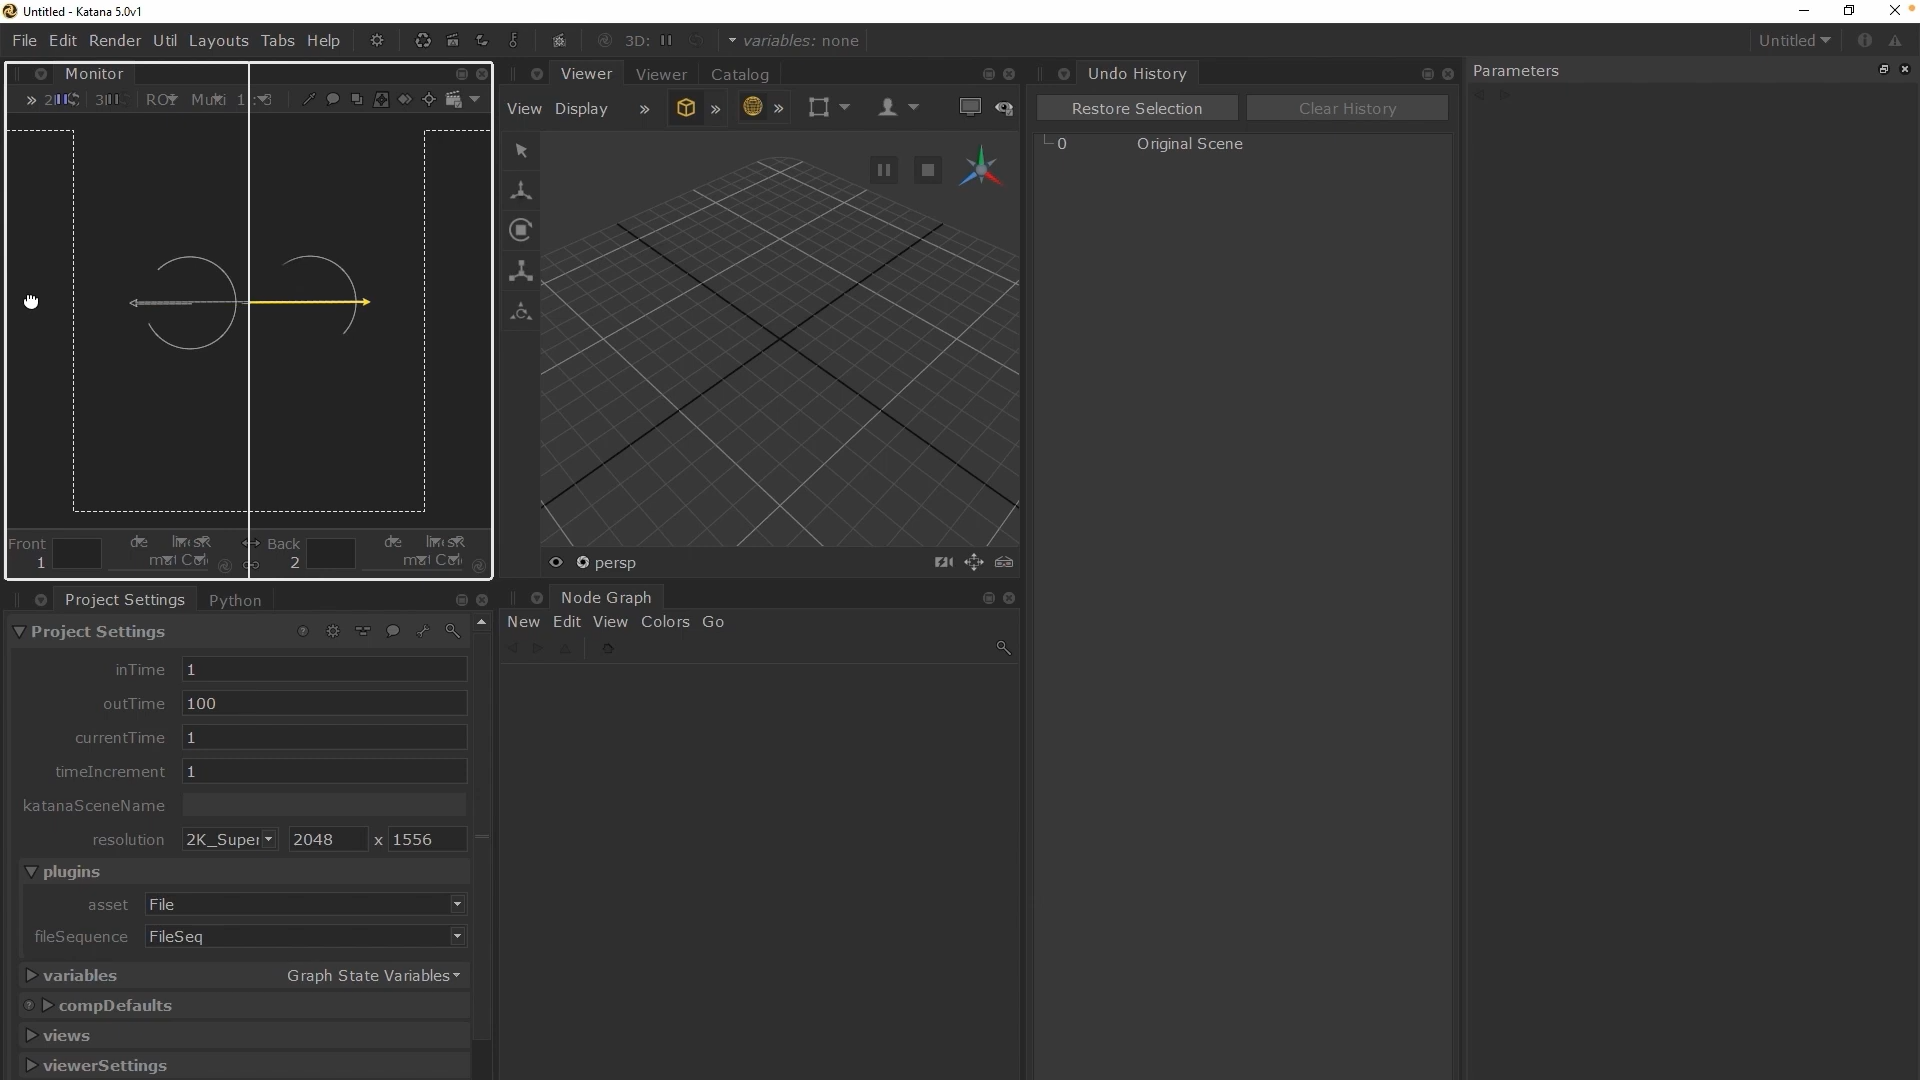 Untitled - Katana 5.0v1
File Edit Render Util Layouts Tabs Help 3D: variables: none Untitled
Monitor
ROI
Viewer Viewer Catalog
View Display
persp
Undo History
Restore Selection Clear History
0 Original Scene
Parameters
Front
1
Back
2
Project Settings Python
Project Settings
inTime 1
outTime 100
currentTime 1
timeIncrement 1
katanaSceneName
resolution 2K_Super 2048 x 1556
plugins
asset File
fileSequence FileSeq
variables Graph State Variables
compDefaults
views
viewerSettings
Node Graph
New Edit View Colors Go